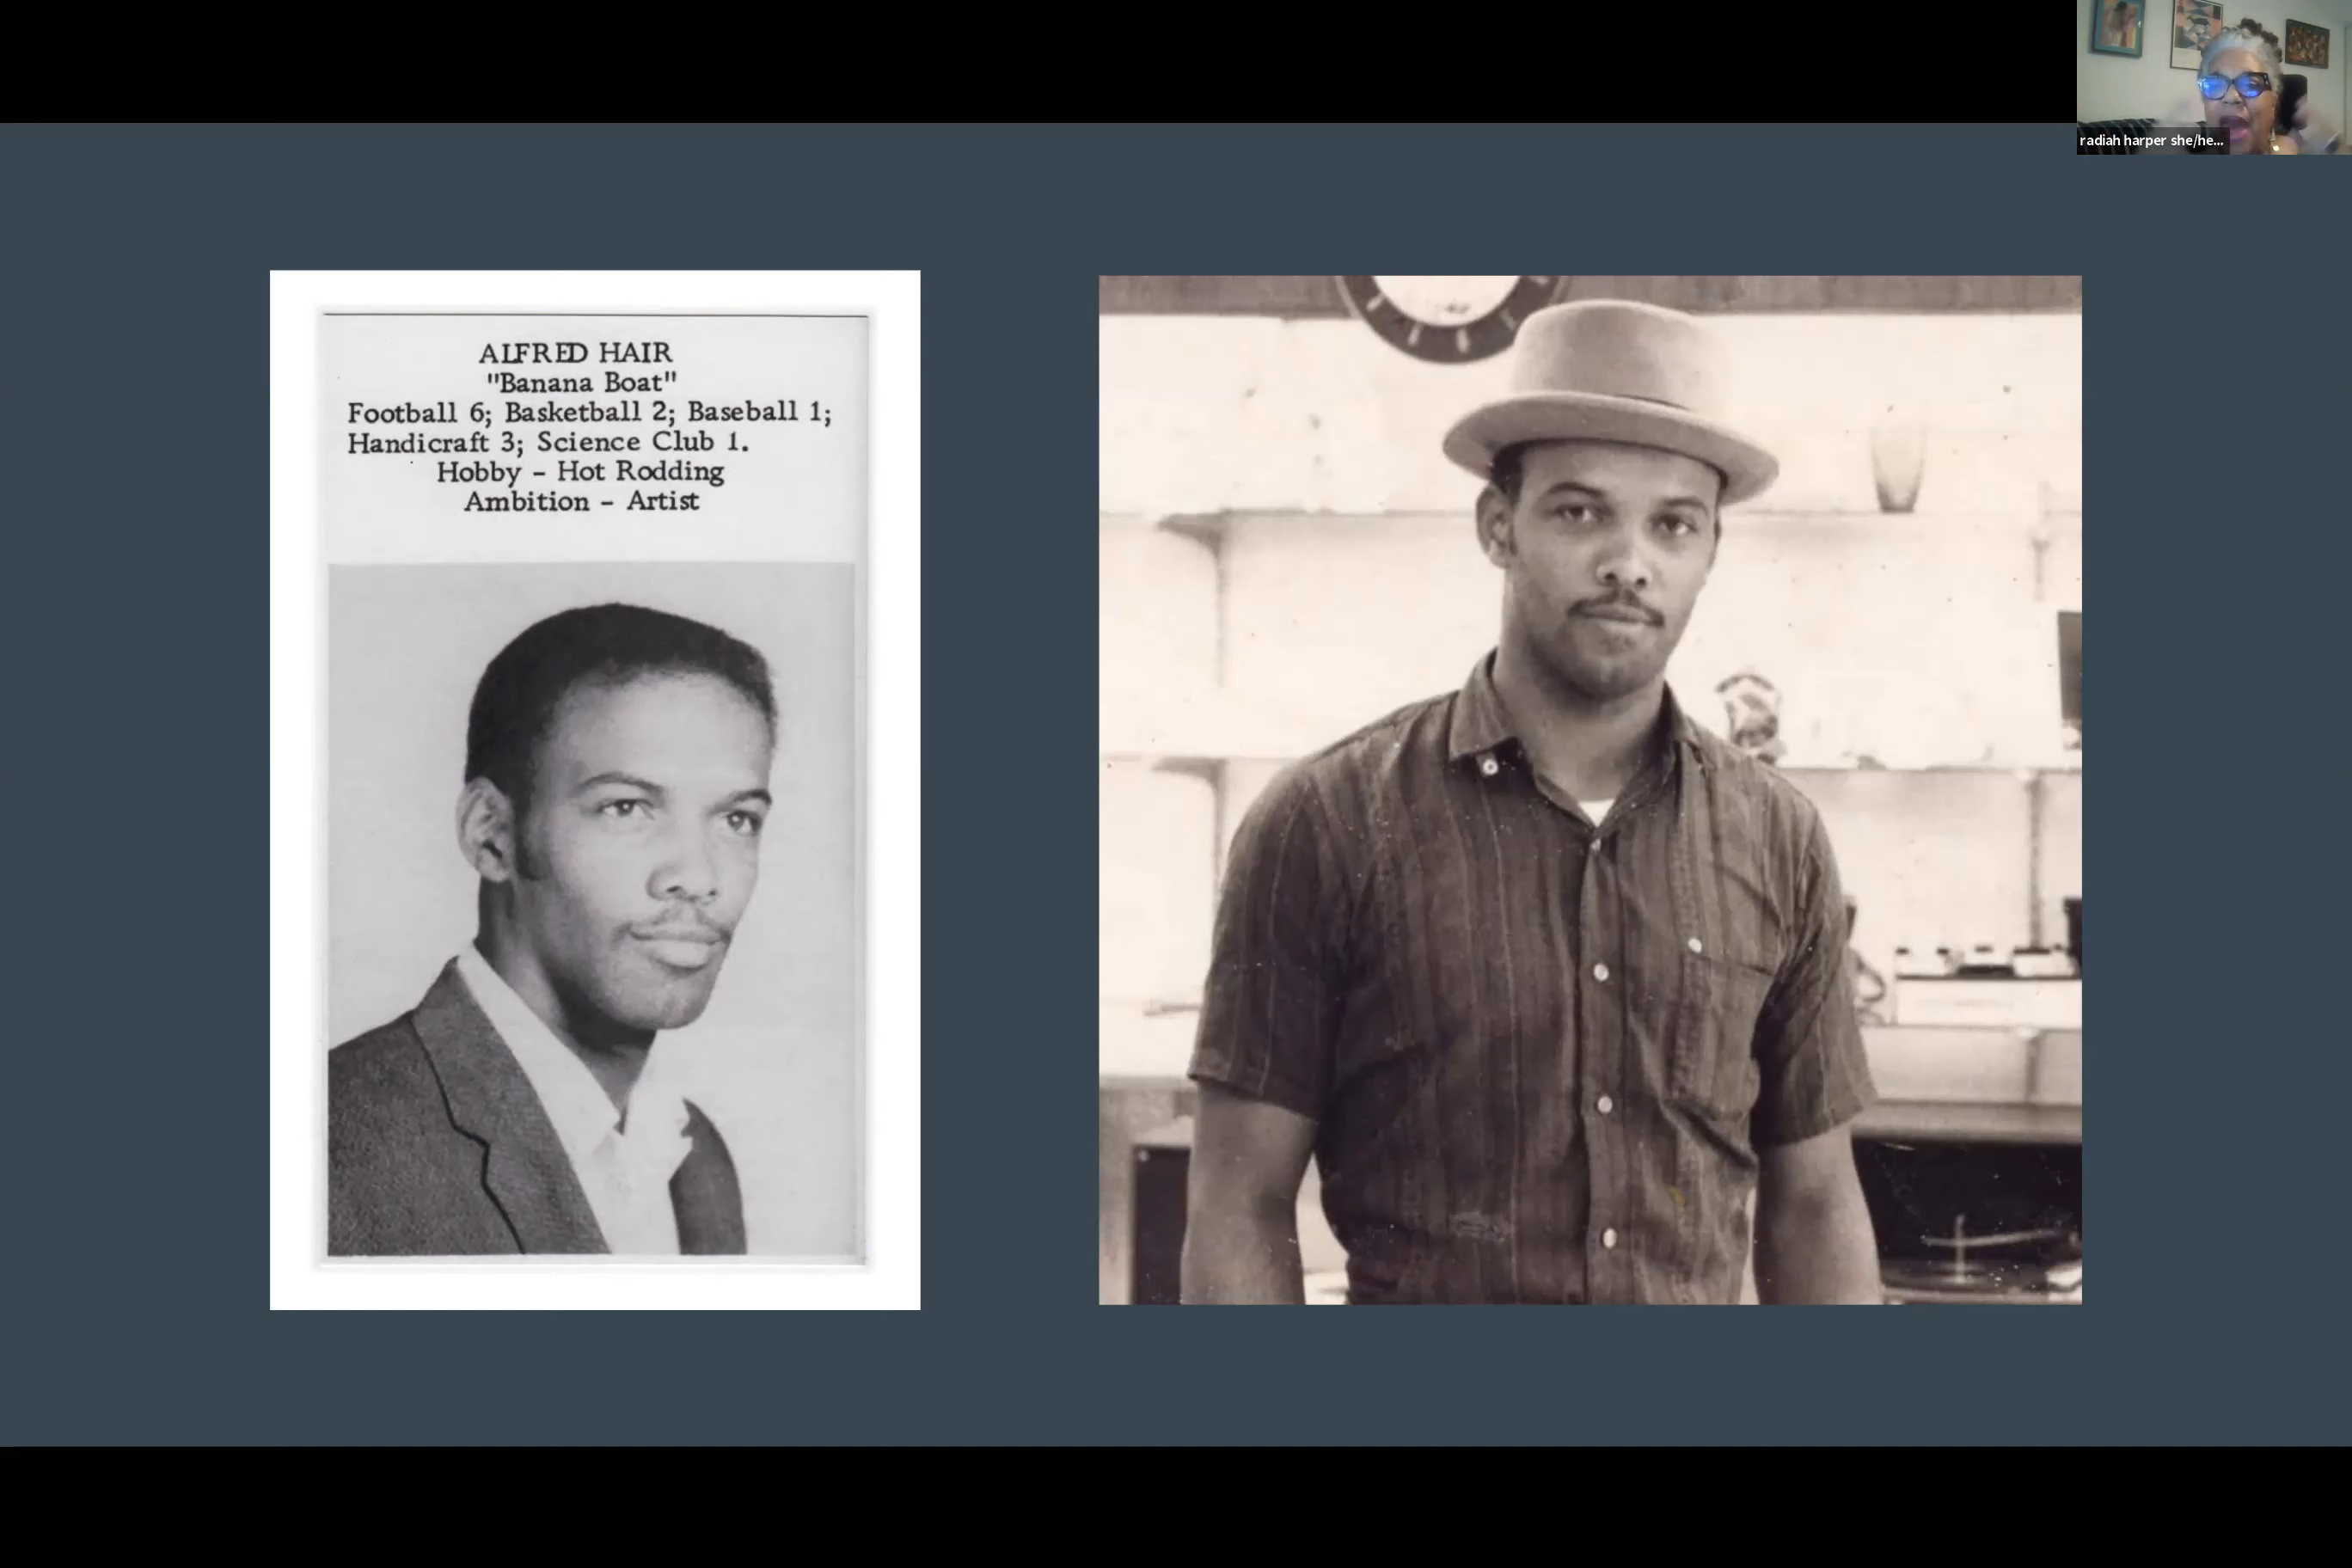 radiah harper she/he...
ALFRED HAIR
"Banana Boat"
Football 6; Basketball 2; Baseball 1;
Handicraft 3; Science Club 1.
Hobby - Hot Rodding
Ambition - Artist